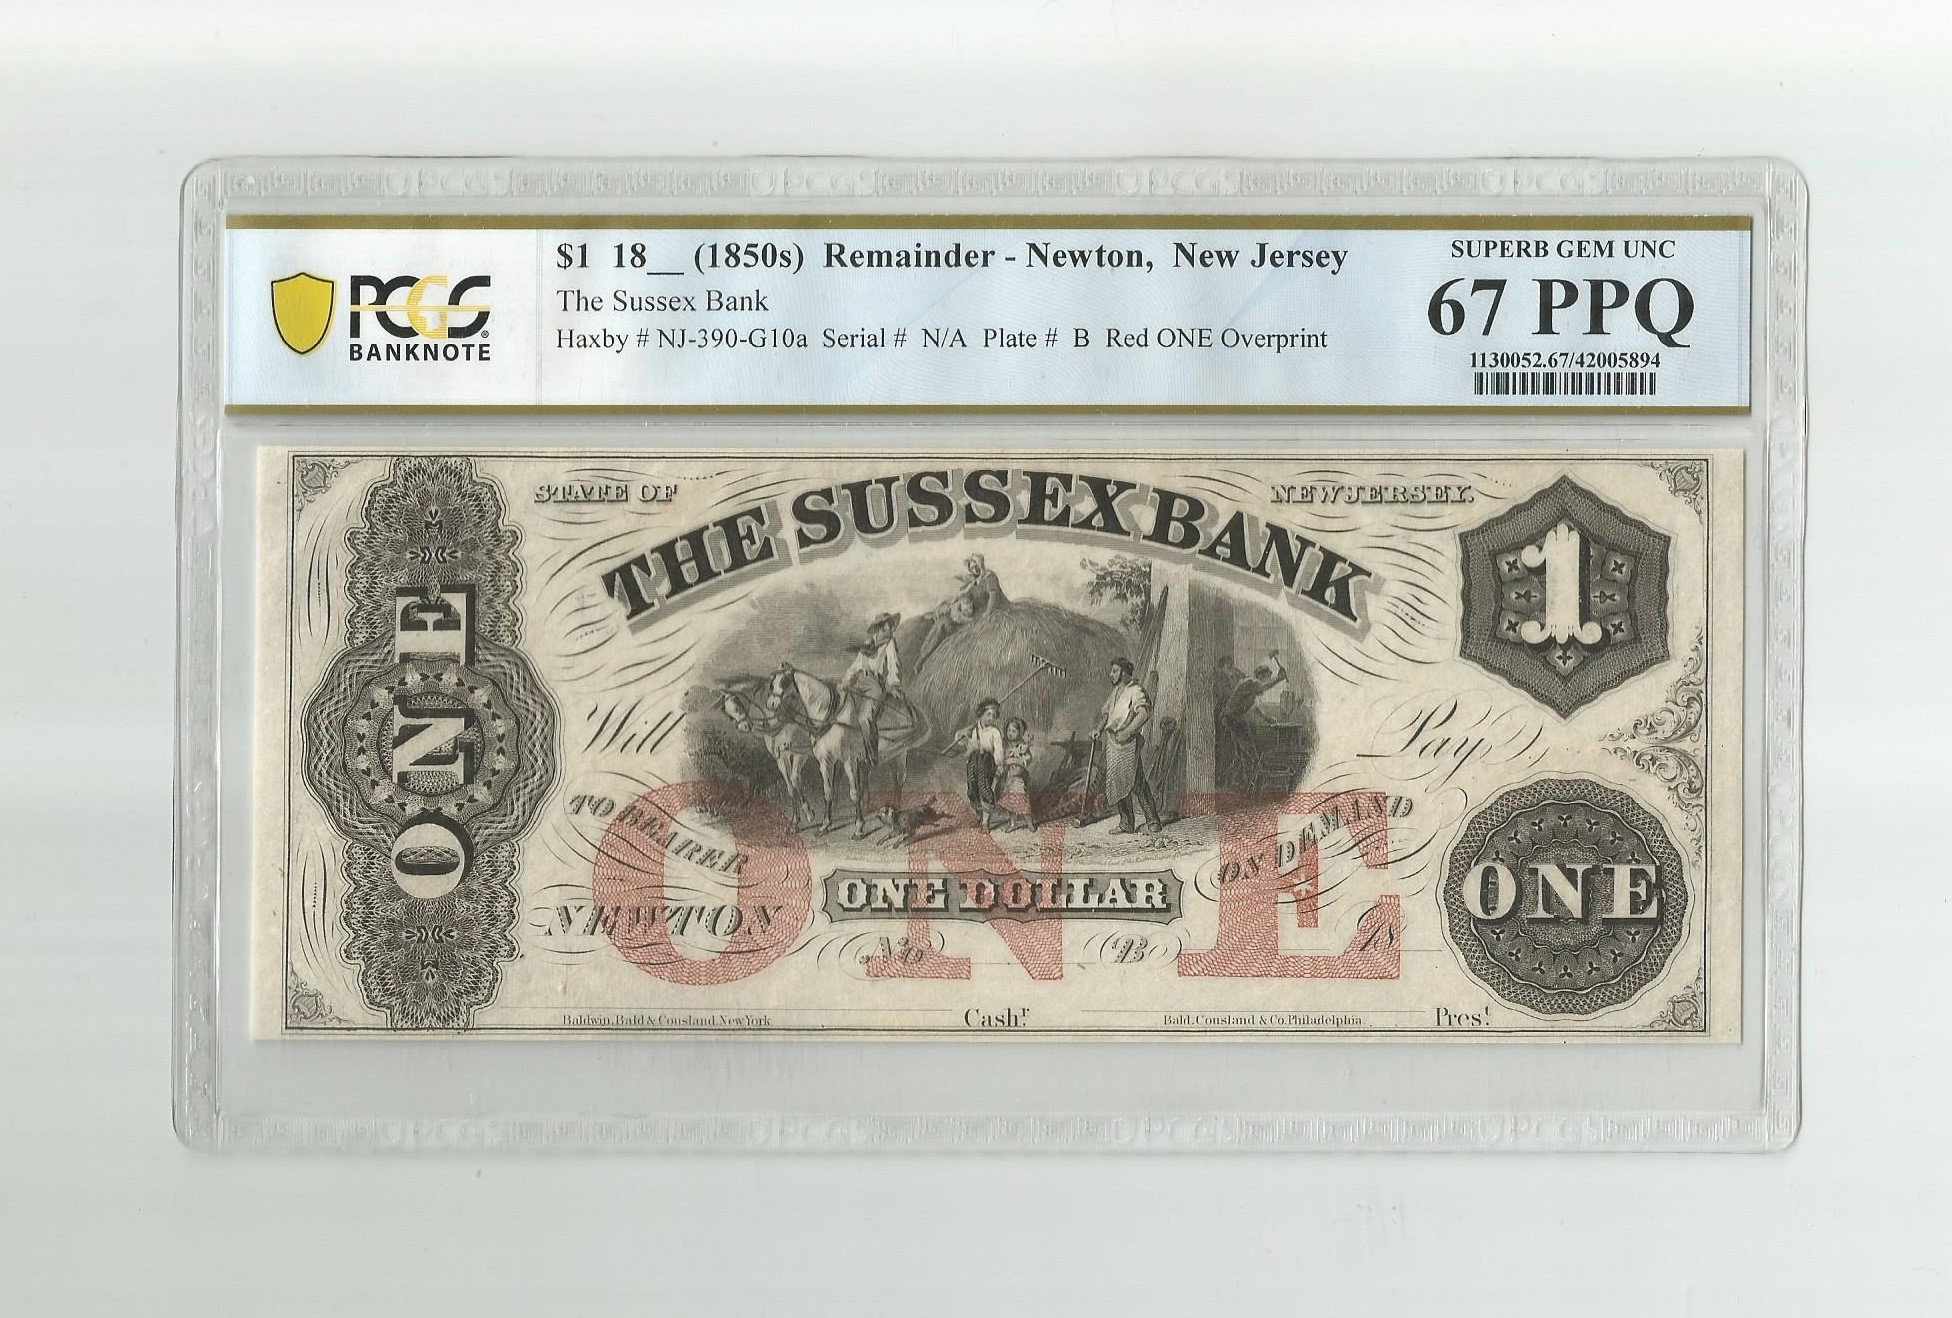 PCGS
BANKNOTE
$1 18__ (1850s) Remainder - Newton, New Jersey
The Sussex Bank
Haxby # NJ-390-G10a Serial # N/A Plate # B Red ONE Overprint
SUPERB GEM UNC
67 PPQ
1130052.67/42005894
STATE OF NEW JERSEY.
THE SUSSEX BANK
1
ONE
Will Pay
TO BEARER ON DEMAND
ONE DOLLAR
ONE
ONE
NEWTON No B 18
Cashr. Prest.
Baldwin, Bald & Cousland New York Bald, Cousland & Co. Philadelphia